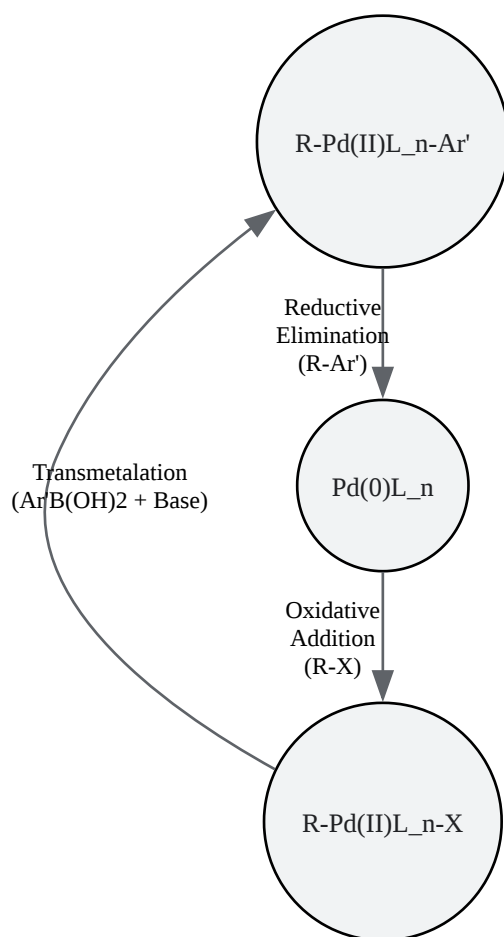 R-Pd(II)L_n-Ar'
Reductive
Elimination
(R-Ar')
Transmetalation
(Ar'B(OH)2 + Base)
Pd(0)L_n
Oxidative
Addition
(R-X)
R-Pd(II)L_n-X